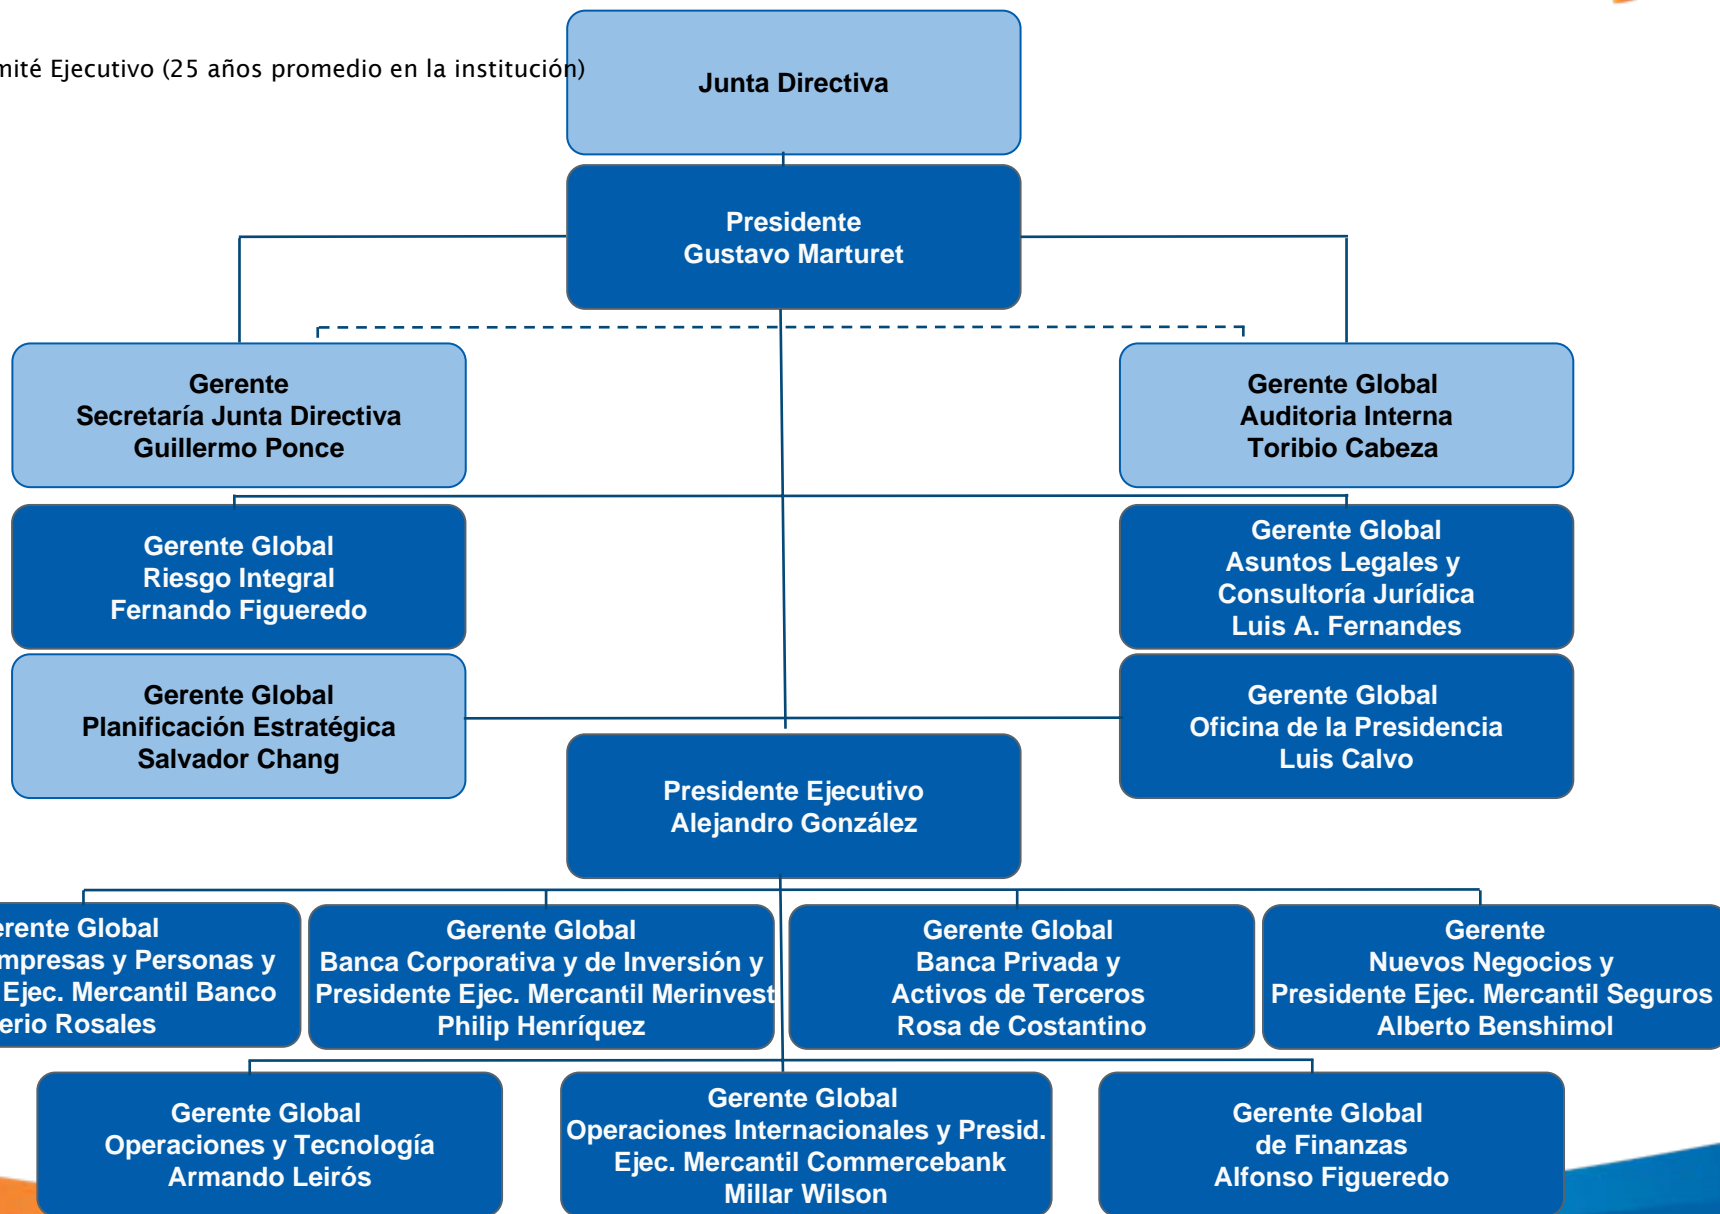 Comité Ejecutivo (25 años promedio en la institución)
Junta Directiva
Presidente
Gustavo Marturet
Gerente
Secretaría Junta Directiva
Guillermo Ponce
Gerente Global
Auditoria Interna
Toribio Cabeza
Gerente Global
Riesgo Integral
Fernando Figueredo
Gerente Global
Asuntos Legales y
Consultoría Jurídica
Luis A. Fernandes
Gerente Global
Planificación Estratégica
Salvador Chang
Gerente Global
Oficina de la Presidencia
Luis Calvo
Presidente Ejecutivo
Alejandro González
Gerente Global
Empresas y Personas y
Ejec. Mercantil Banco
Rosales
Gerente Global
Banca Corporativa y de Inversión y
Presidente Ejec. Mercantil Merinvest
Philip Henríquez
Gerente Global
Banca Privada y
Activos de Terceros
Rosa de Costantino
Gerente
Nuevos Negocios y
Presidente Ejec. Mercantil Seguros
Alberto Benshimol
Gerente Global
Operaciones y Tecnología
Armando Leirós
Gerente Global
Operaciones Internacionales y Presid.
Ejec. Mercantil Commercebank
Millar Wilson
Gerente Global
de Finanzas
Alfonso Figueredo